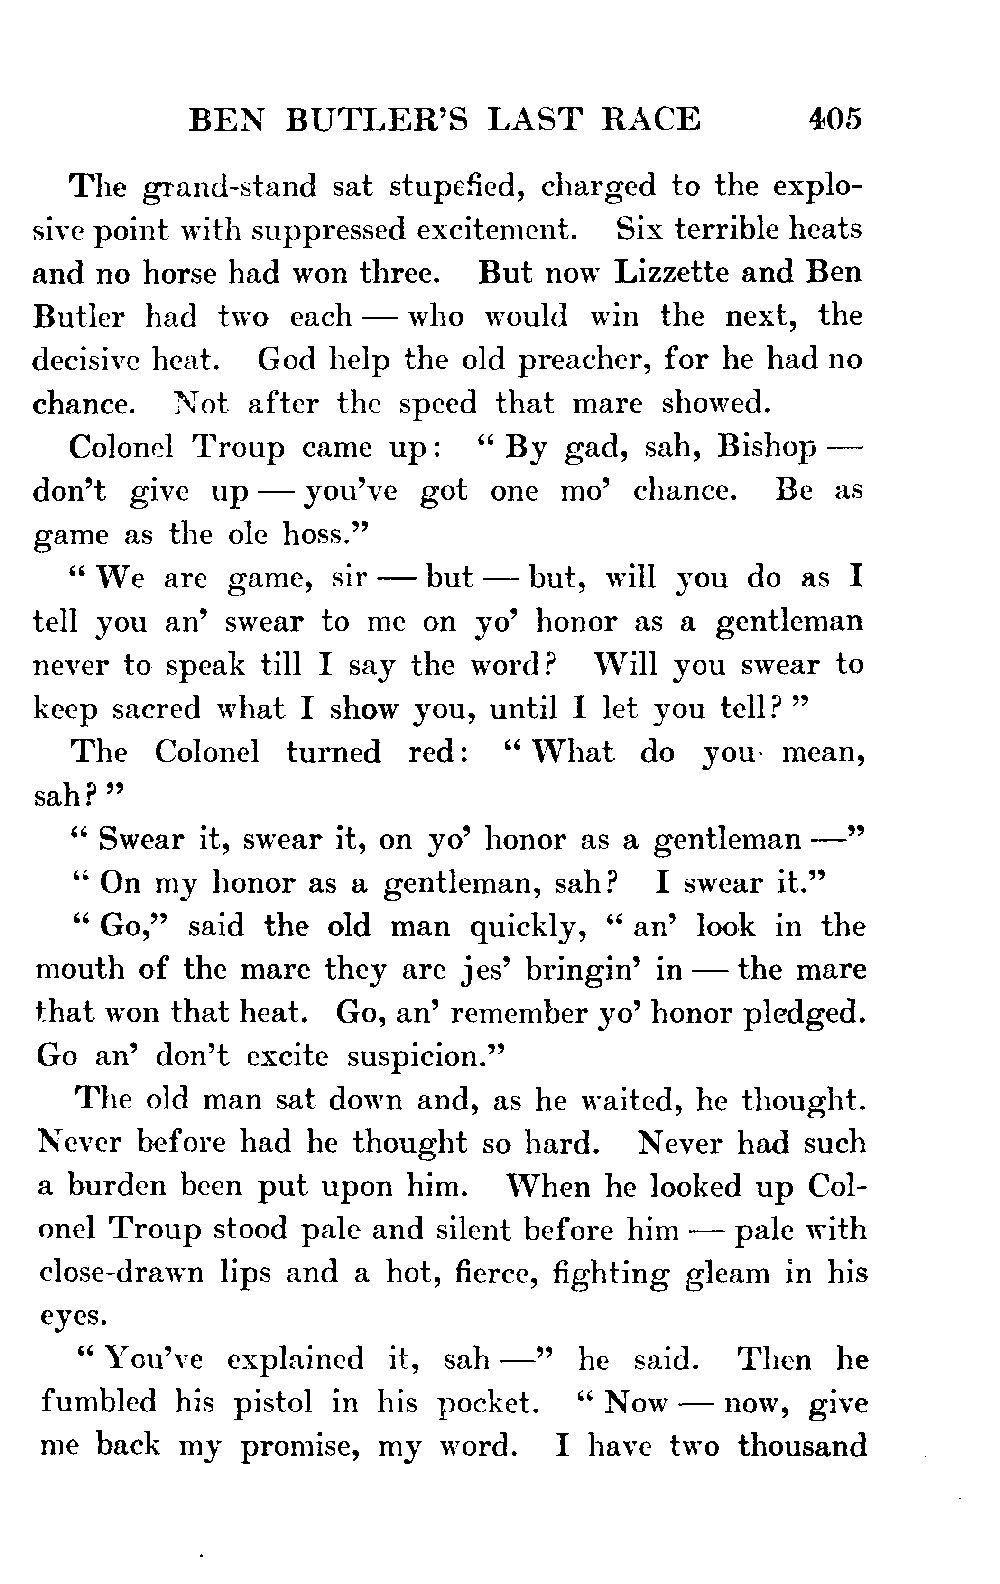 BEN BUTLER'S LAST RACE 405
The grand-stand sat stupefied, charged to the explo-
sive point with suppressed excitement. Six terrible heats
and no horse had won three. But now Lizzette and Ben
Butler had two each — who would win the next, the
decisive heat. God help the old preacher, for he had no
chance. Not after the speed that mare showed.
Colonel Troup came up: “ By gad, sah, Bishop —
don't give up — you've got one mo' chance. Be as
game as the ole hoss.”
“ We are game, sir — but — but, will you do as I
tell you an' swear to me on yo' honor as a gentleman
never to speak till I say the word? Will you swear to
keep sacred what I show you, until I let you tell? ”
The Colonel turned red: “ What do you mean,
sah? ”
“ Swear it, swear it, on yo' honor as a gentleman —”
“ On my honor as a gentleman, sah? I swear it.”
“ Go,” said the old man quickly, “ an' look in the
mouth of the mare they are jes' bringin' in — the mare
that won that heat. Go, an' remember yo' honor pledged.
Go an' don't excite suspicion.”
The old man sat down and, as he waited, he thought.
Never before had he thought so hard. Never had such
a burden been put upon him. When he looked up Col-
onel Troup stood pale and silent before him — pale with
close-drawn lips and a hot, fierce, fighting gleam in his
eyes.
“ You've explained it, sah —” he said. Then he
fumbled his pistol in his pocket. “ Now — now, give
me back my promise, my word. I have two thousand